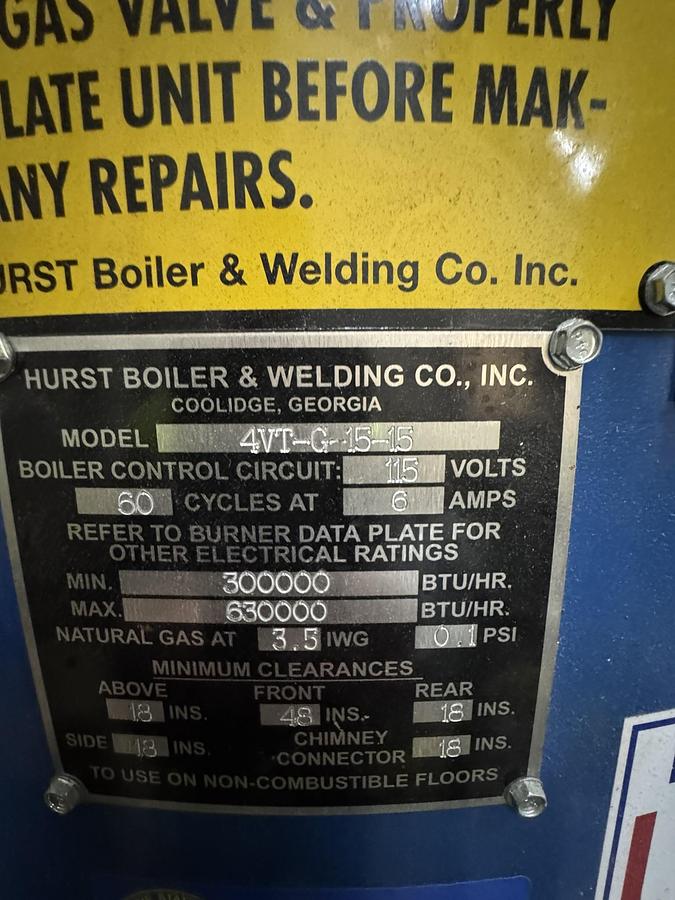 GAS VALVE & PROPERLY
LATE UNIT BEFORE MAK-
ANY REPAIRS.
HURST Boiler & Welding Co. Inc.
HURST BOILER & WELDING CO., INC.
COOLIDGE, GEORGIA
MODEL 4VT-G-15-15
BOILER CONTROL CIRCUIT: 115 VOLTS
60 CYCLES AT 6 AMPS
REFER TO BURNER DATA PLATE FOR
OTHER ELECTRICAL RATINGS
MIN. 300000 BTU/HR.
MAX. 630000 BTU/HR.
NATURAL GAS AT 3.5 IWG 0.1 PSI
MINIMUM CLEARANCES
ABOVE FRONT REAR
18 INS. 48 INS. 18 INS.
SIDE 18 INS. CHIMNEY CONNECTOR 18 INS.
TO USE ON NON-COMBUSTIBLE FLOORS